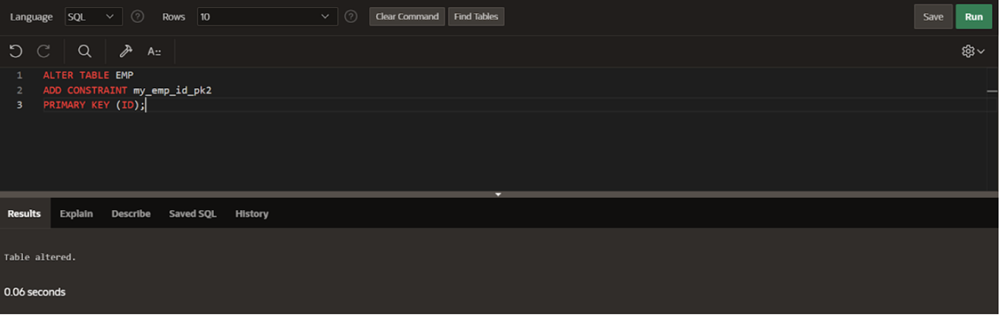 Language SQL ? Rows 10 ? Clear Command Find Tables Save Run
A::
1 ALTER TABLE EMP
2 ADD CONSTRAINT my_emp_id_pk2
3 PRIMARY KEY (ID);
Results Explain Describe Saved SQL History
Table altered.
0.06 seconds